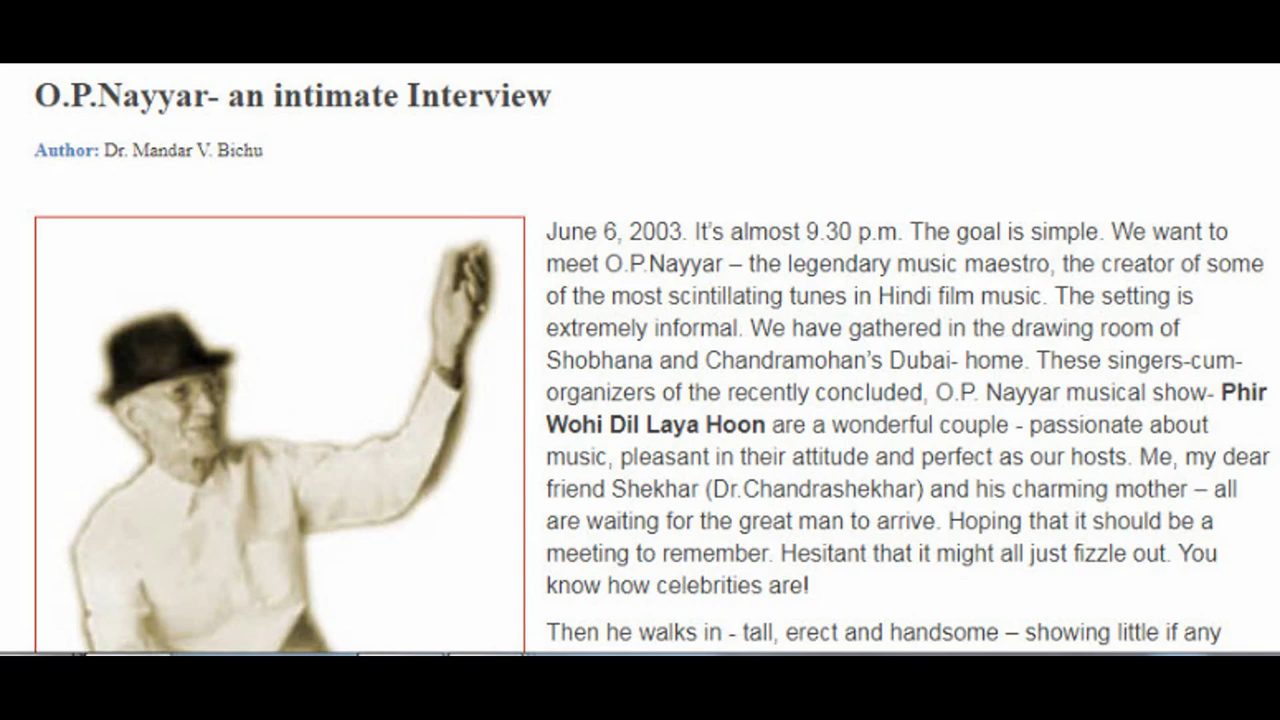 O.P.Nayyar- an intimate Interview
Author: Dr. Mandar V. Bichu
June 6, 2003. It's almost 9.30 p.m. The goal is simple. We want to
meet O.P.Nayyar – the legendary music maestro, the creator of some
of the most scintillating tunes in Hindi film music. The setting is
extremely informal. We have gathered in the drawing room of
Shobhana and Chandramohan's Dubai- home. These singers-cum-
organizers of the recently concluded, O.P. Nayyar musical show- Phir
Wohi Dil Laya Hoon are a wonderful couple - passionate about
music, pleasant in their attitude and perfect as our hosts. Me, my dear
friend Shekhar (Dr.Chandrashekhar) and his charming mother – all
are waiting for the great man to arrive. Hoping that it should be a
meeting to remember. Hesitant that it might all just fizzle out. You
know how celebrities are!
Then he walks in - tall, erect and handsome – showing little if any